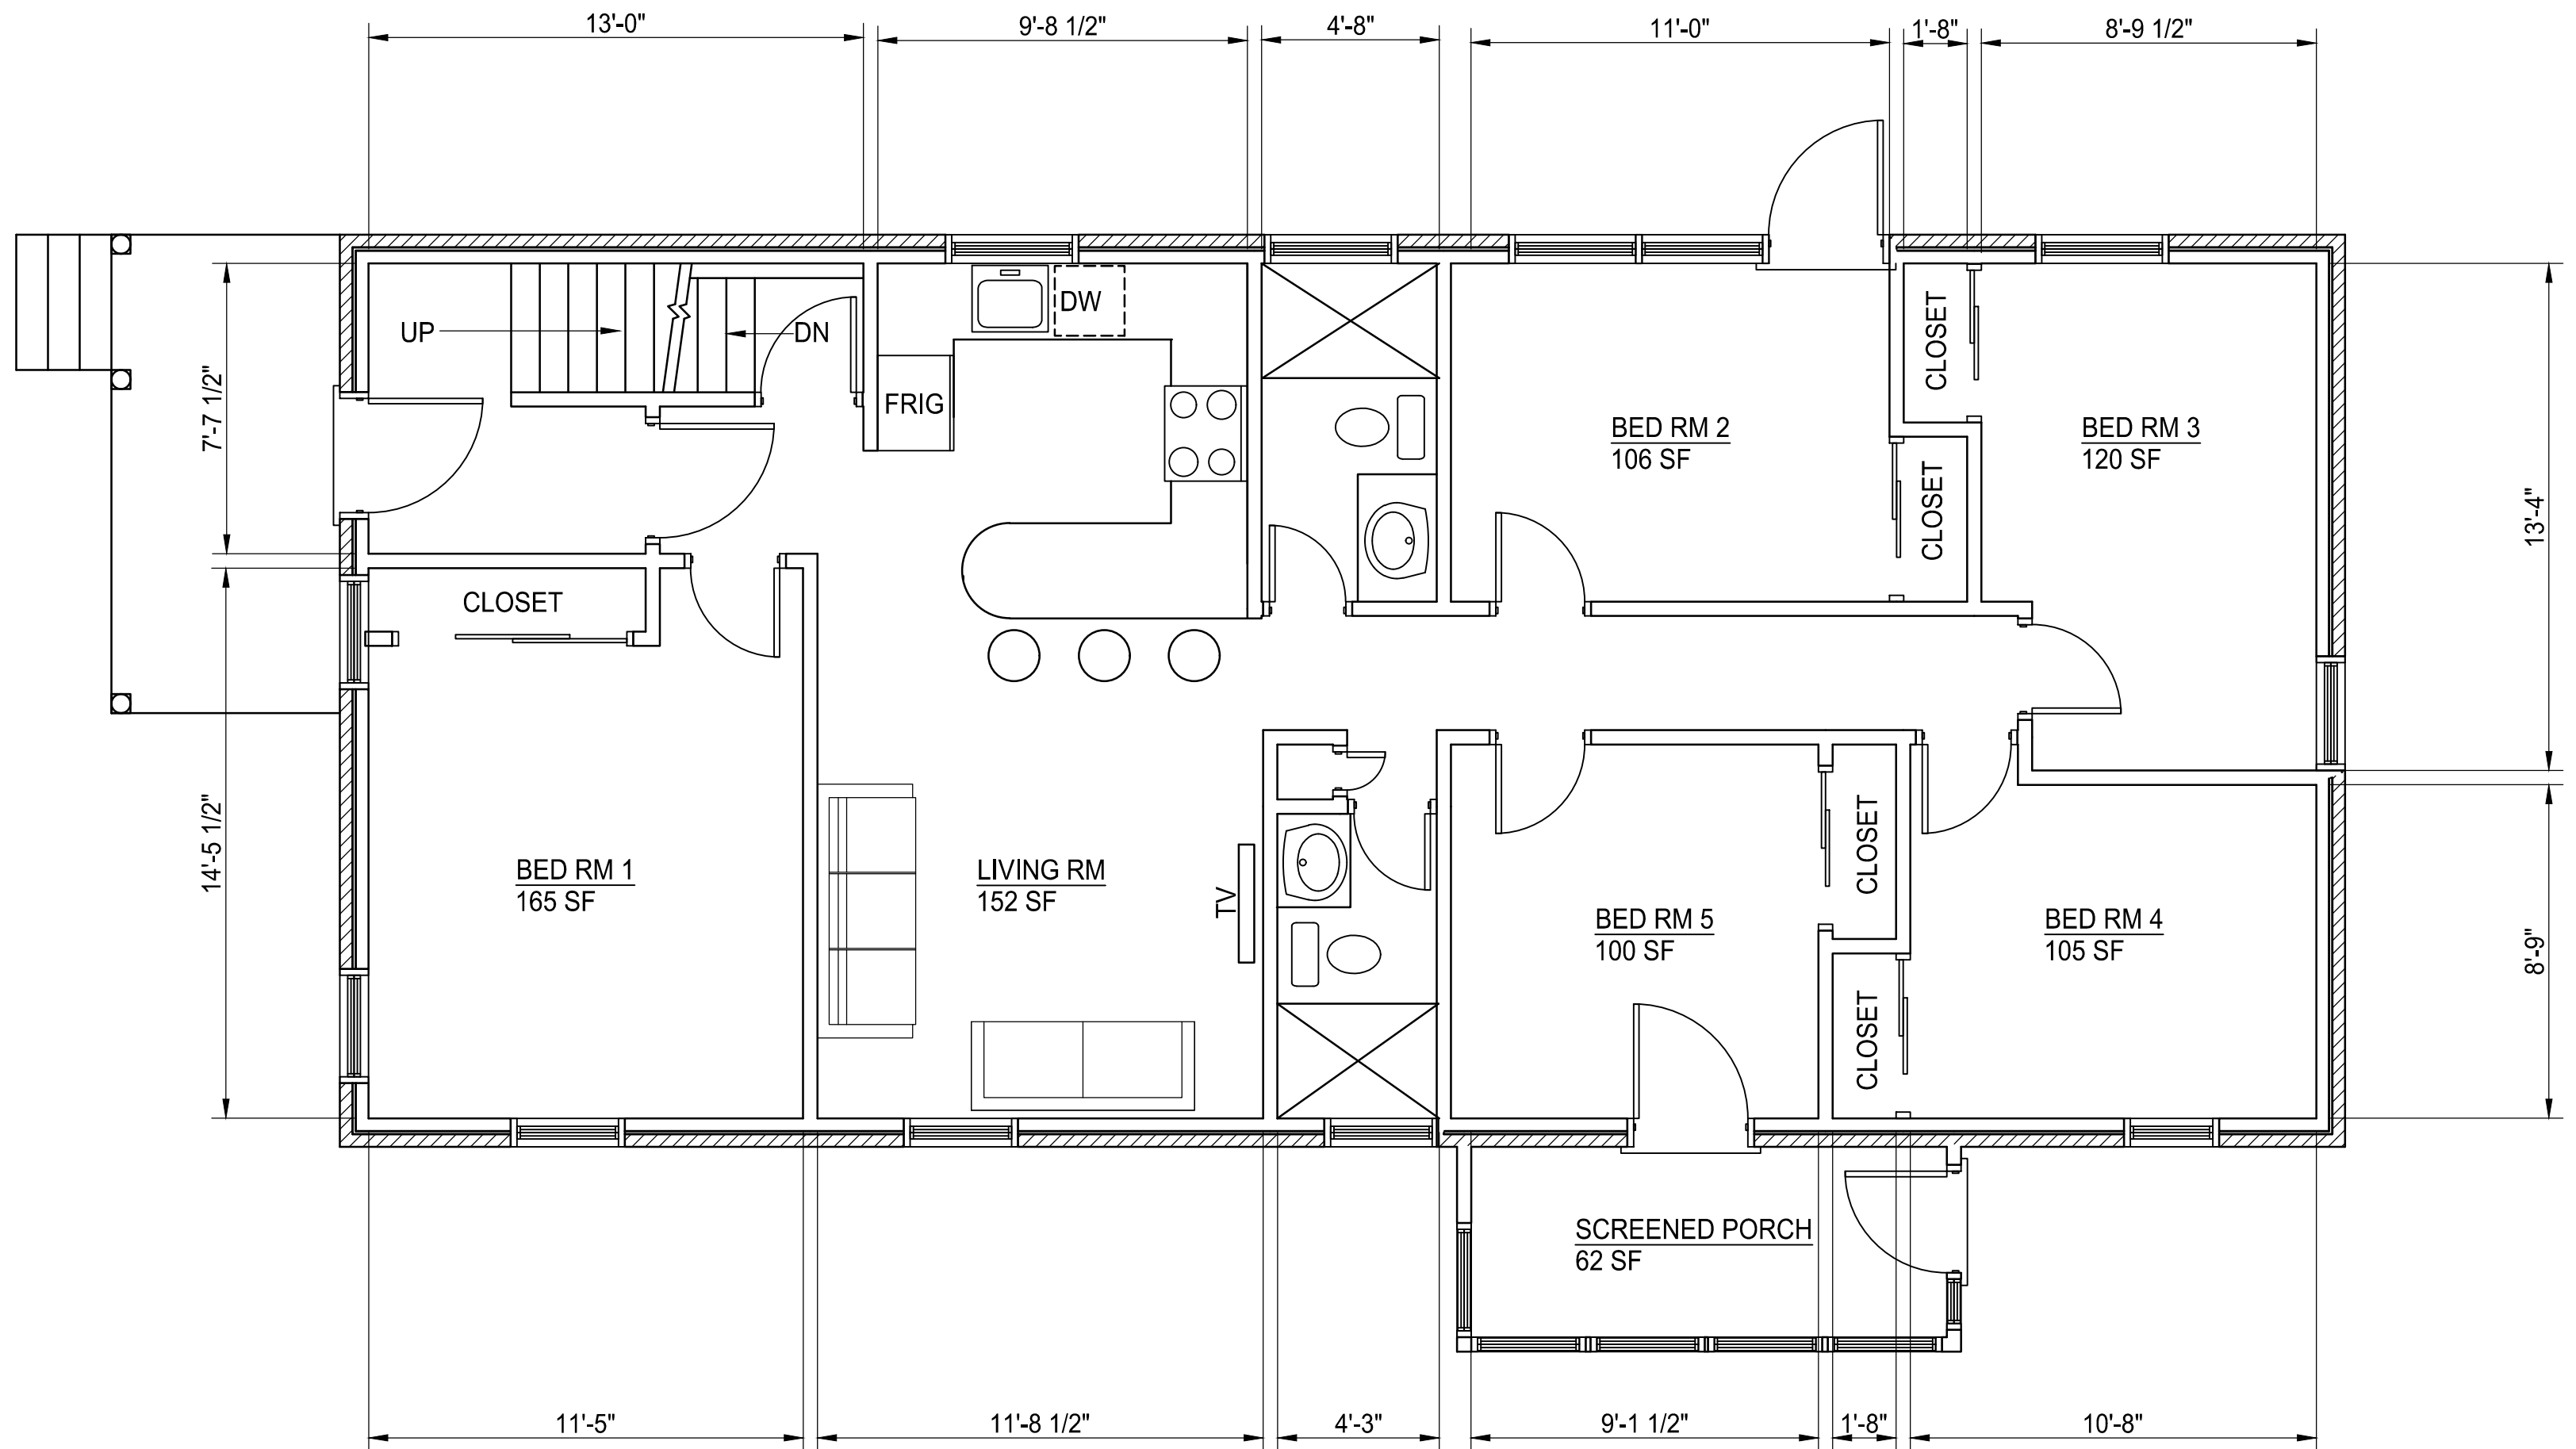 13'-0"
9'-8 1/2"
4'-8"
11'-0"
1'-8"
8'-9 1/2"
UP
DN
DW
FRIG
7'-7 1/2"
CLOSET
BED RM 2
106 SF
CLOSET
CLOSET
BED RM 3
120 SF
13'-4"
14'-5 1/2"
BED RM 1
165 SF
LIVING RM
152 SF
TV
BED RM 5
100 SF
CLOSET
CLOSET
BED RM 4
105 SF
8'-9"
SCREENED PORCH
62 SF
11'-5"
11'-8 1/2"
4'-3"
9'-1 1/2"
1'-8"
10'-8"